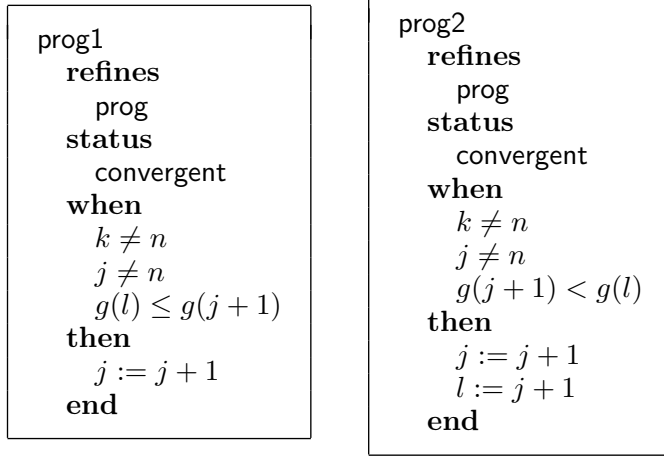 prog1
refines
prog
status
convergent
when
k ≠ n
j ≠ n
g(l) ≤ g(j + 1)
then
j := j + 1
end
prog2
refines
prog
status
convergent
when
k ≠ n
j ≠ n
g(j + 1) < g(l)
then
j := j + 1
l := j + 1
end